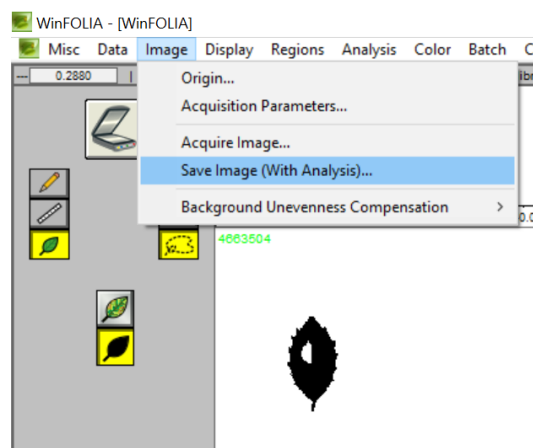 WinFOLIA - [WinFOLIA]
Misc Data Image Display Regions Analysis Color Batch C
0.2880
Origin...
Acquisition Parameters...
Acquire Image...
Save Image (With Analysis)...
Background Unevenness Compensation >
4663504